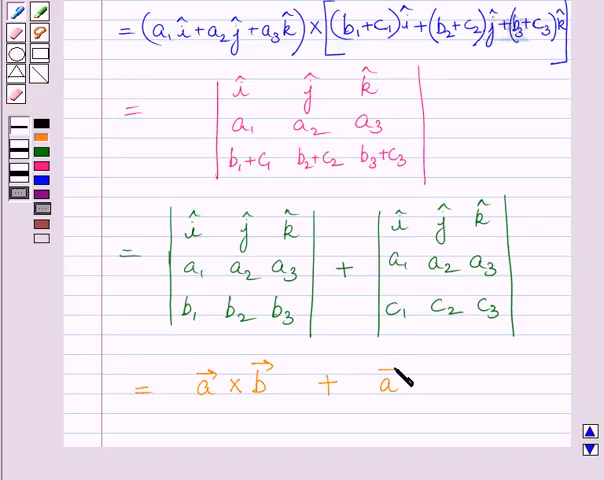 = (a₁î + a₂ĵ + a₃k̂) × [(b₁+c₁)î + (b₂+c₂)ĵ + (b₃+c₃)k̂]
î ĵ k̂
= | a₁ a₂ a₃ |
b₁+c₁ b₂+c₂ b₃+c₃
î ĵ k̂ î ĵ k̂
= | a₁ a₂ a₃ | + | a₁ a₂ a₃ |
b₁ b₂ b₃ c₁ c₂ c₃
= a⃗ × b⃗ + a⃗